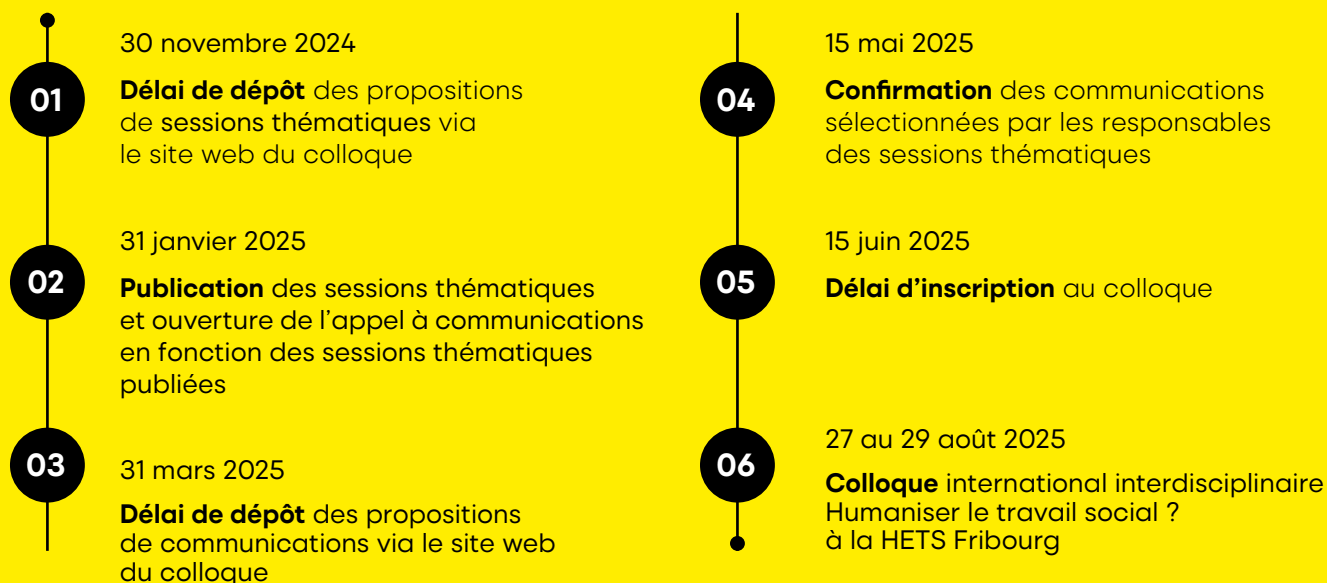 01
30 novembre 2024
Délai de dépôt des propositions
de sessions thématiques via
le site web du colloque
02
31 janvier 2025
Publication des sessions thématiques
et ouverture de l’appel à communications
en fonction des sessions thématiques
publiées
03
31 mars 2025
Délai de dépôt des propositions
de communications via le site web
du colloque
04
15 mai 2025
Confirmation des communications
sélectionnées par les responsables
des sessions thématiques
05
15 juin 2025
Délai d’inscription au colloque
06
27 au 29 août 2025
Colloque international interdisciplinaire
Humaniser le travail social ?
à la HETS Fribourg